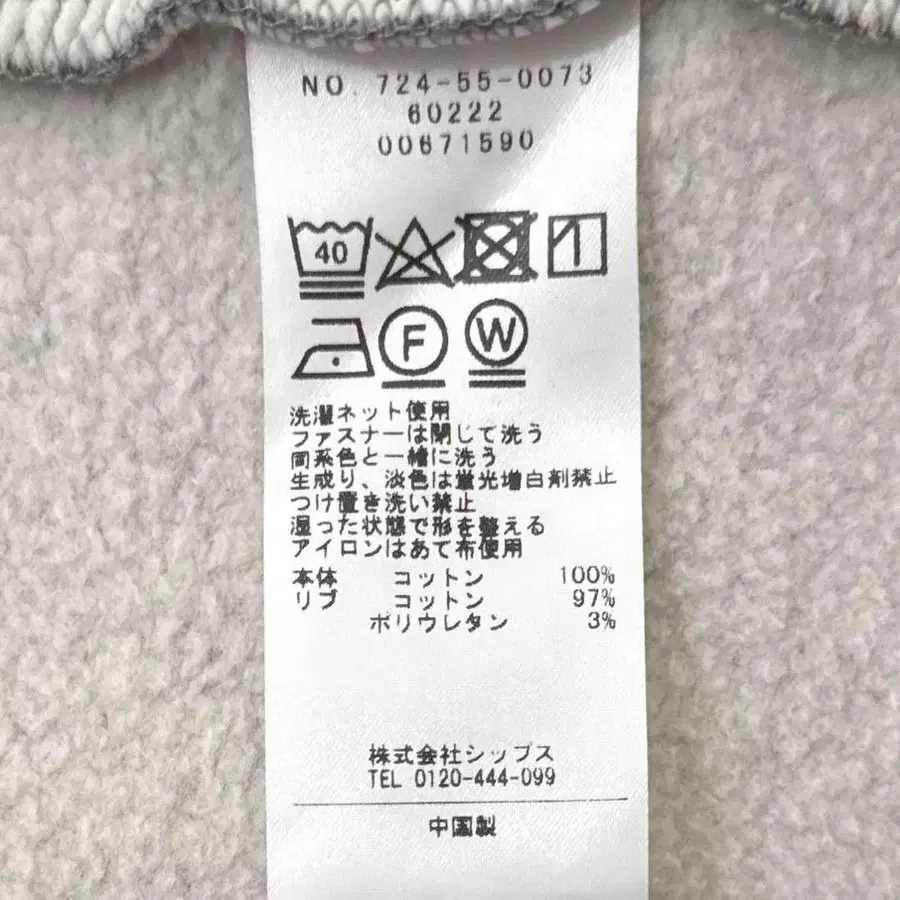 NO. 724-55-0073
60222
00671590
40
F W
洗濯ネット使用
ファスナーは閉じて洗う
同系色と一緒に洗う
生成り、淡色は蛍光増白剤禁止
つけ置き洗い禁止
湿った状態で形を整える
アイロンはあて布使用
本体 コットン 100%
リブ コットン 97%
ポリウレタン 3%
株式会社シップス
TEL 0120-444-099
中国製